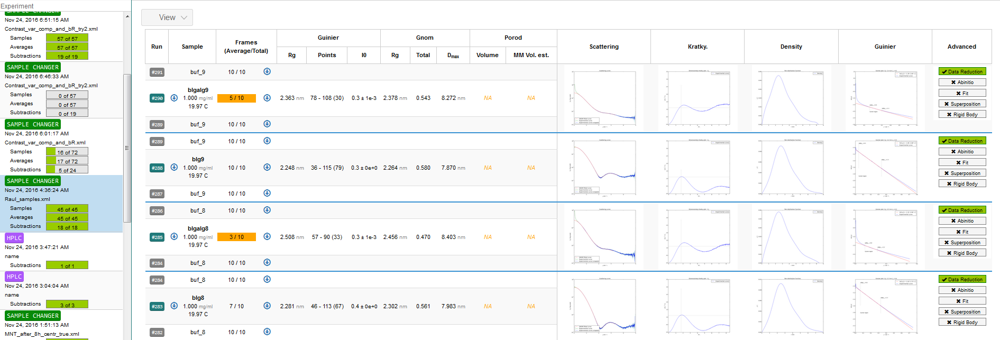 Experiment
SAMPLE CHANGER
Nov 24, 2016 6:51:15 AM
Contrast_var_comp_and_bR_try2.xml
Samples 57 of 57
Averages 57 of 57
Subtractions 19 of 19
SAMPLE CHANGER
Nov 24, 2016 6:46:33 AM
Contrast_var_comp_and_bR_try2.xml
Samples 0 of 57
Averages 0 of 57
Subtractions 0 of 19
SAMPLE CHANGER
Nov 24, 2016 6:01:17 AM
Contrast_var_comp_and_bR.xml
Samples 16 of 72
Averages 17 of 72
Subtractions 5 of 24
SAMPLE CHANGER
Nov 24, 2016 4:36:24 AM
Raul_samples.xml
Samples 45 of 45
Averages 45 of 45
Subtractions 18 of 18
HPLC
Nov 24, 2016 3:47:21 AM
name
Subtractions 1 of 1
HPLC
Nov 24, 2016 3:04:04 AM
name
Subtractions 3 of 3
SAMPLE CHANGER
Nov 24, 2016 1:51:13 AM
MNT_after_8h_centr_true.xml
View
Run Sample Frames (Average/Total) Guinier Gnom Porod Scattering Kratky. Density Guinier Advanced
Rg Points I0 Rg Total Dmax Volume MM Vol. est.
#291 buf_9 10 / 10
#290 blgalg9 1.000 mg/ml 19.97 C 5 / 10 2.363 nm 78 - 108 (30) 0.3 ± 1e-3 2.378 nm 0.543 8.272 nm NA NA
#289 buf_9 10 / 10
Data Reduction
Abinitio
Fit
Superposition
Rigid Body
#289 buf_9 10 / 10
#288 blg9 1.000 mg/ml 19.97 C 10 / 10 2.248 nm 36 - 115 (79) 0.3 ± 0e+0 2.264 nm 0.580 7.870 nm NA NA
#287 buf_9 10 / 10
Data Reduction
Abinitio
Fit
Superposition
Rigid Body
#286 buf_8 10 / 10
#285 blgalg8 1.000 mg/ml 19.97 C 3 / 10 2.508 nm 57 - 90 (33) 0.3 ± 1e-3 2.456 nm 0.470 8.403 nm NA NA
#284 buf_8 10 / 10
Data Reduction
Abinitio
Fit
Superposition
Rigid Body
#284 buf_8 10 / 10
#283 blg8 1.000 mg/ml 19.97 C 7 / 10 2.281 nm 46 - 113 (67) 0.4 ± 0e+0 2.302 nm 0.561 7.983 nm NA NA
#282 buf_8 10 / 10
Data Reduction
Abinitio
Fit
Superposition
Rigid Body